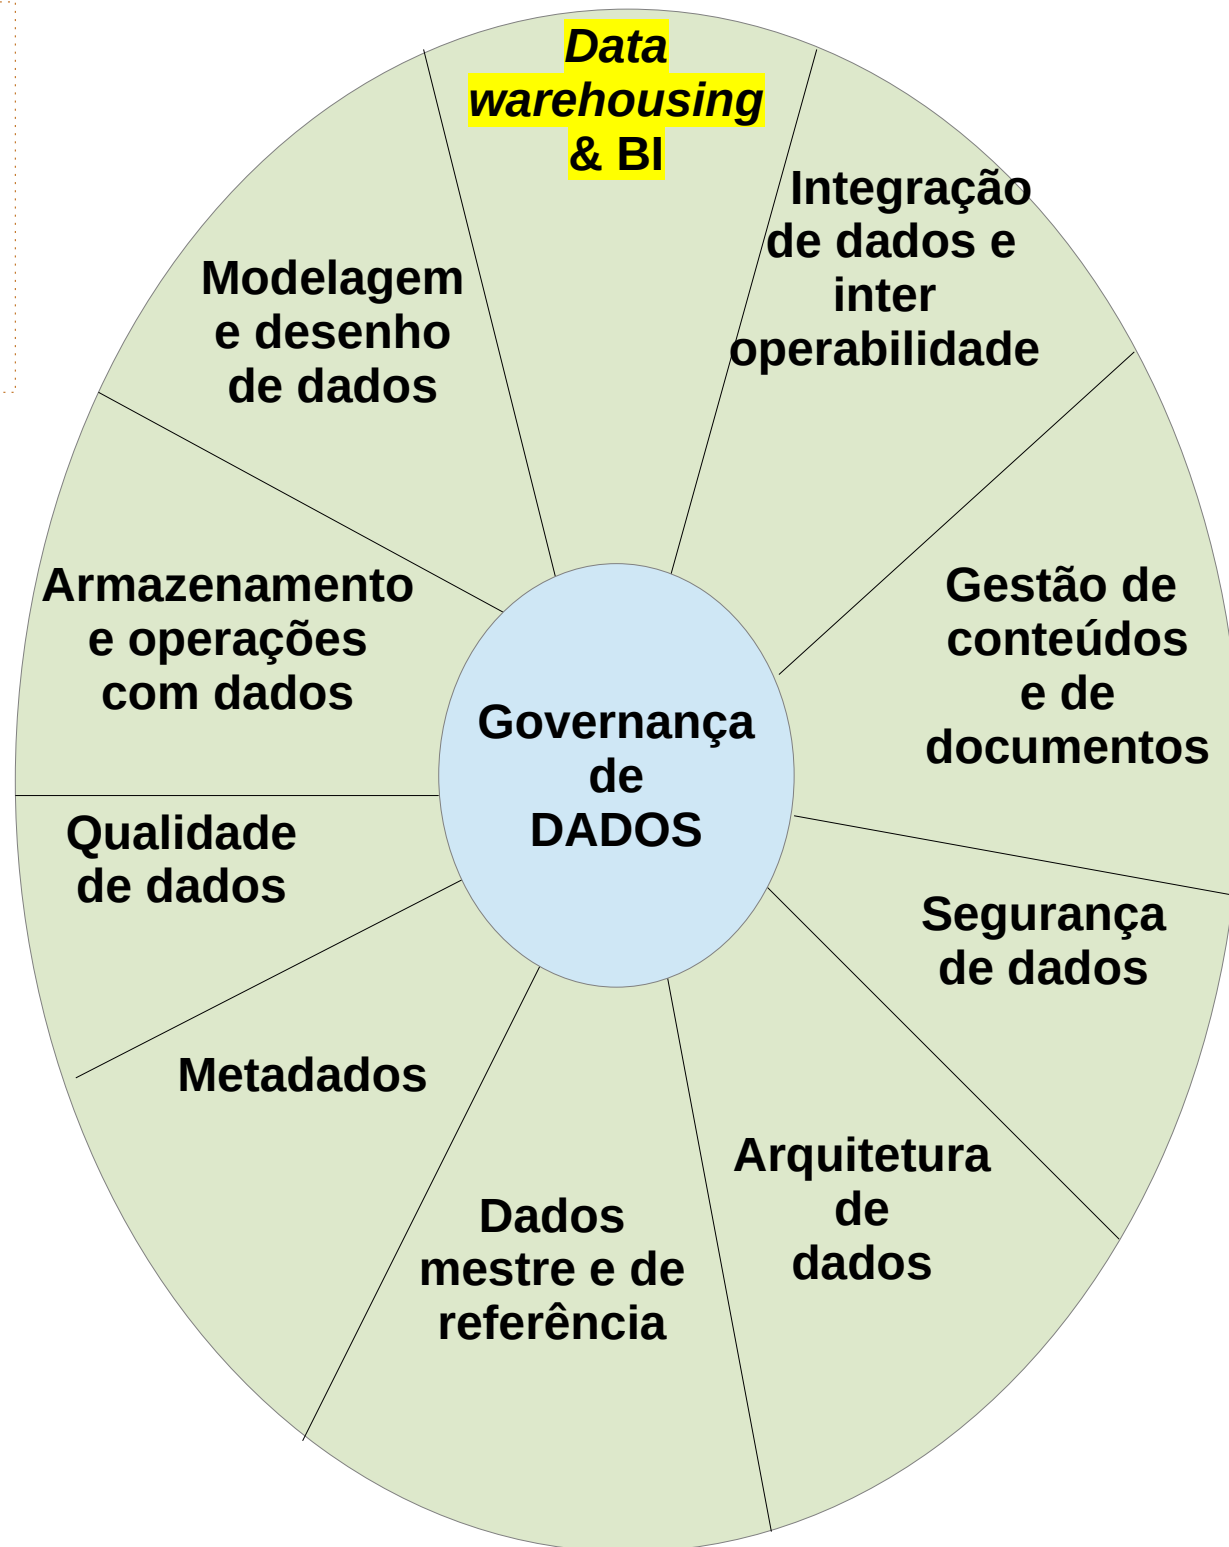 Data
warehousing
& BI
Integração
de dados e
inter
operabilidade
Modelagem
e desenho
de dados
Armazenamento
e operações
com dados
Gestão de
conteúdos
e de
documentos
Governança
de
DADOS
Qualidade
de dados
Segurança
de dados
Metadados
Arquitetura
de
dados
Dados
mestre e de
referência